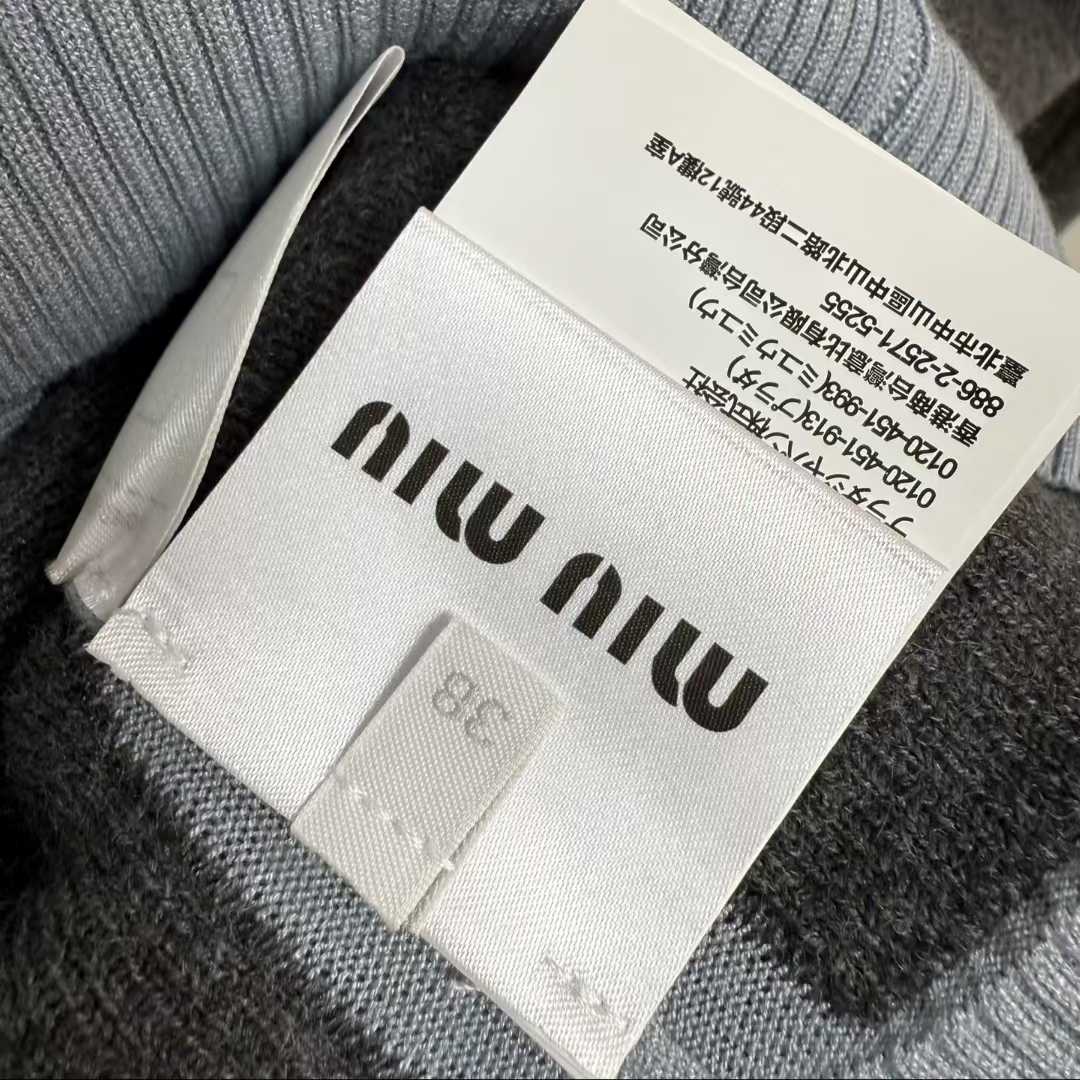 MIU MIU
38
プラダジャパン株式会社
0120-451-913(プラダ)
0120-451-993(ミュウミュウ)
香港商台灣意比有限公司台灣分公司
886-2-2571-5255
臺北市中山區中山北路二段44號12樓A室